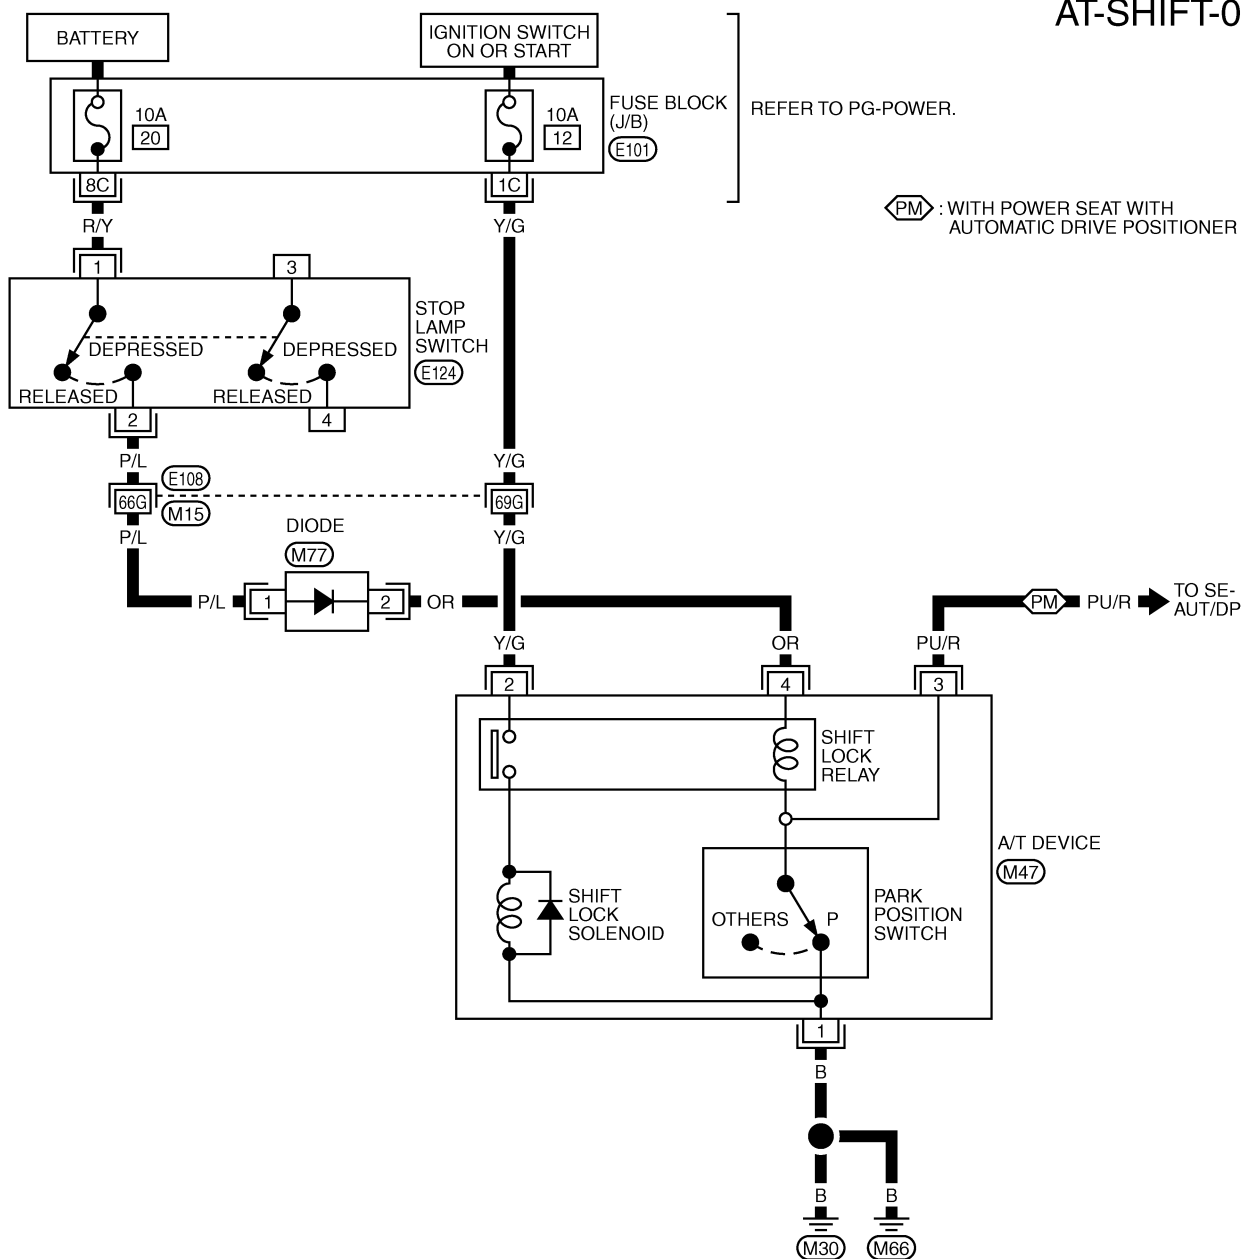 AT-SHIFT-0
BATTERY
IGNITION SWITCH
ON OR START
10A
20
10A
12
FUSE BLOCK
(J/B)
E101
REFER TO PG-POWER.
8C
1C
R/Y
Y/G
PM : WITH POWER SEAT WITH
AUTOMATIC DRIVE POSITIONER
1
3
STOP
LAMP
SWITCH
E124
DEPRESSED
DEPRESSED
RELEASED
RELEASED
2
4
P/L
Y/G
E108
66G
69G
M15
P/L
Y/G
DIODE
M77
P/L
1
2
OR
PM
PU/R
TO SE-
AUT/DP
Y/G
OR
PU/R
2
4
3
SHIFT
LOCK
RELAY
A/T DEVICE
M47
SHIFT
LOCK
SOLENOID
OTHERS
P
PARK
POSITION
SWITCH
1
B
B
B
M30
M66